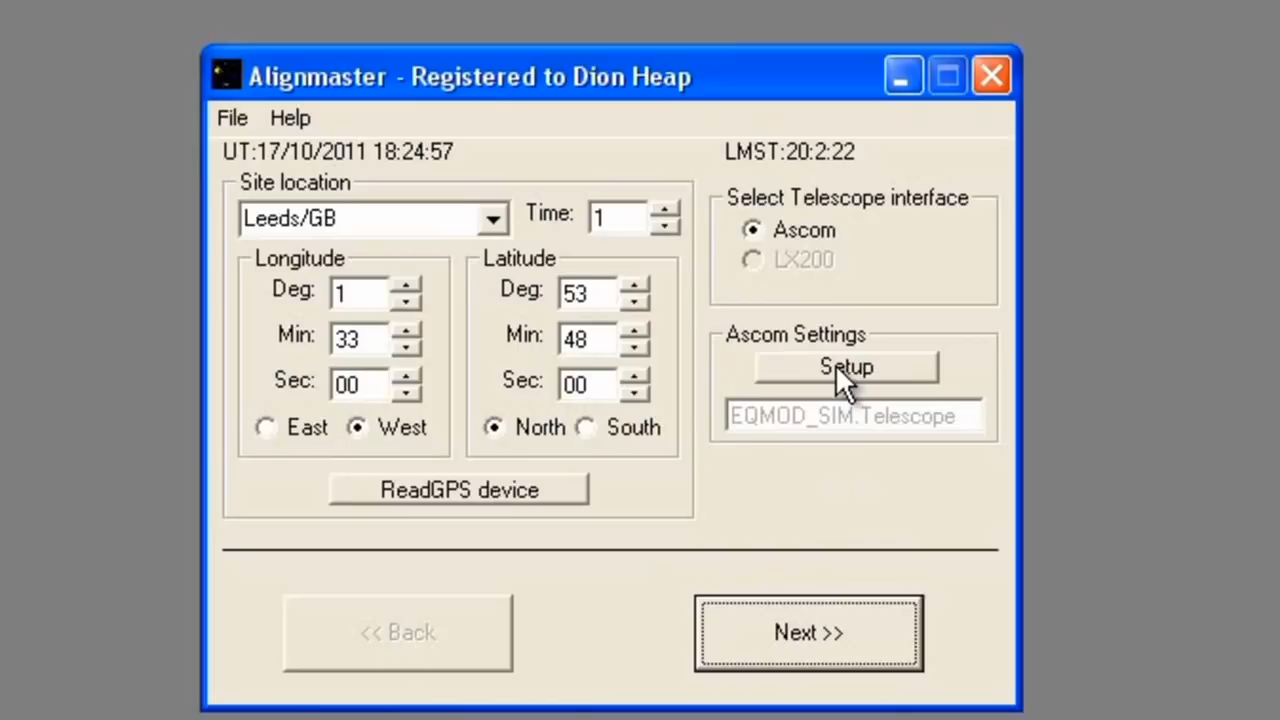 Alignmaster - Registered to Dion Heap
File Help
UT:17/10/2011 18:24:57 LMST:20:2:22
Site location
Leeds/GB Time: 1
Longitude
Deg: 1
Min: 33
Sec: 00
East West
Latitude
Deg: 53
Min: 48
Sec: 00
North South
ReadGPS device
Select Telescope interface
Ascom
LX200
Ascom Settings
Setup
EQMOD_SIM.Telescope
<< Back Next >>